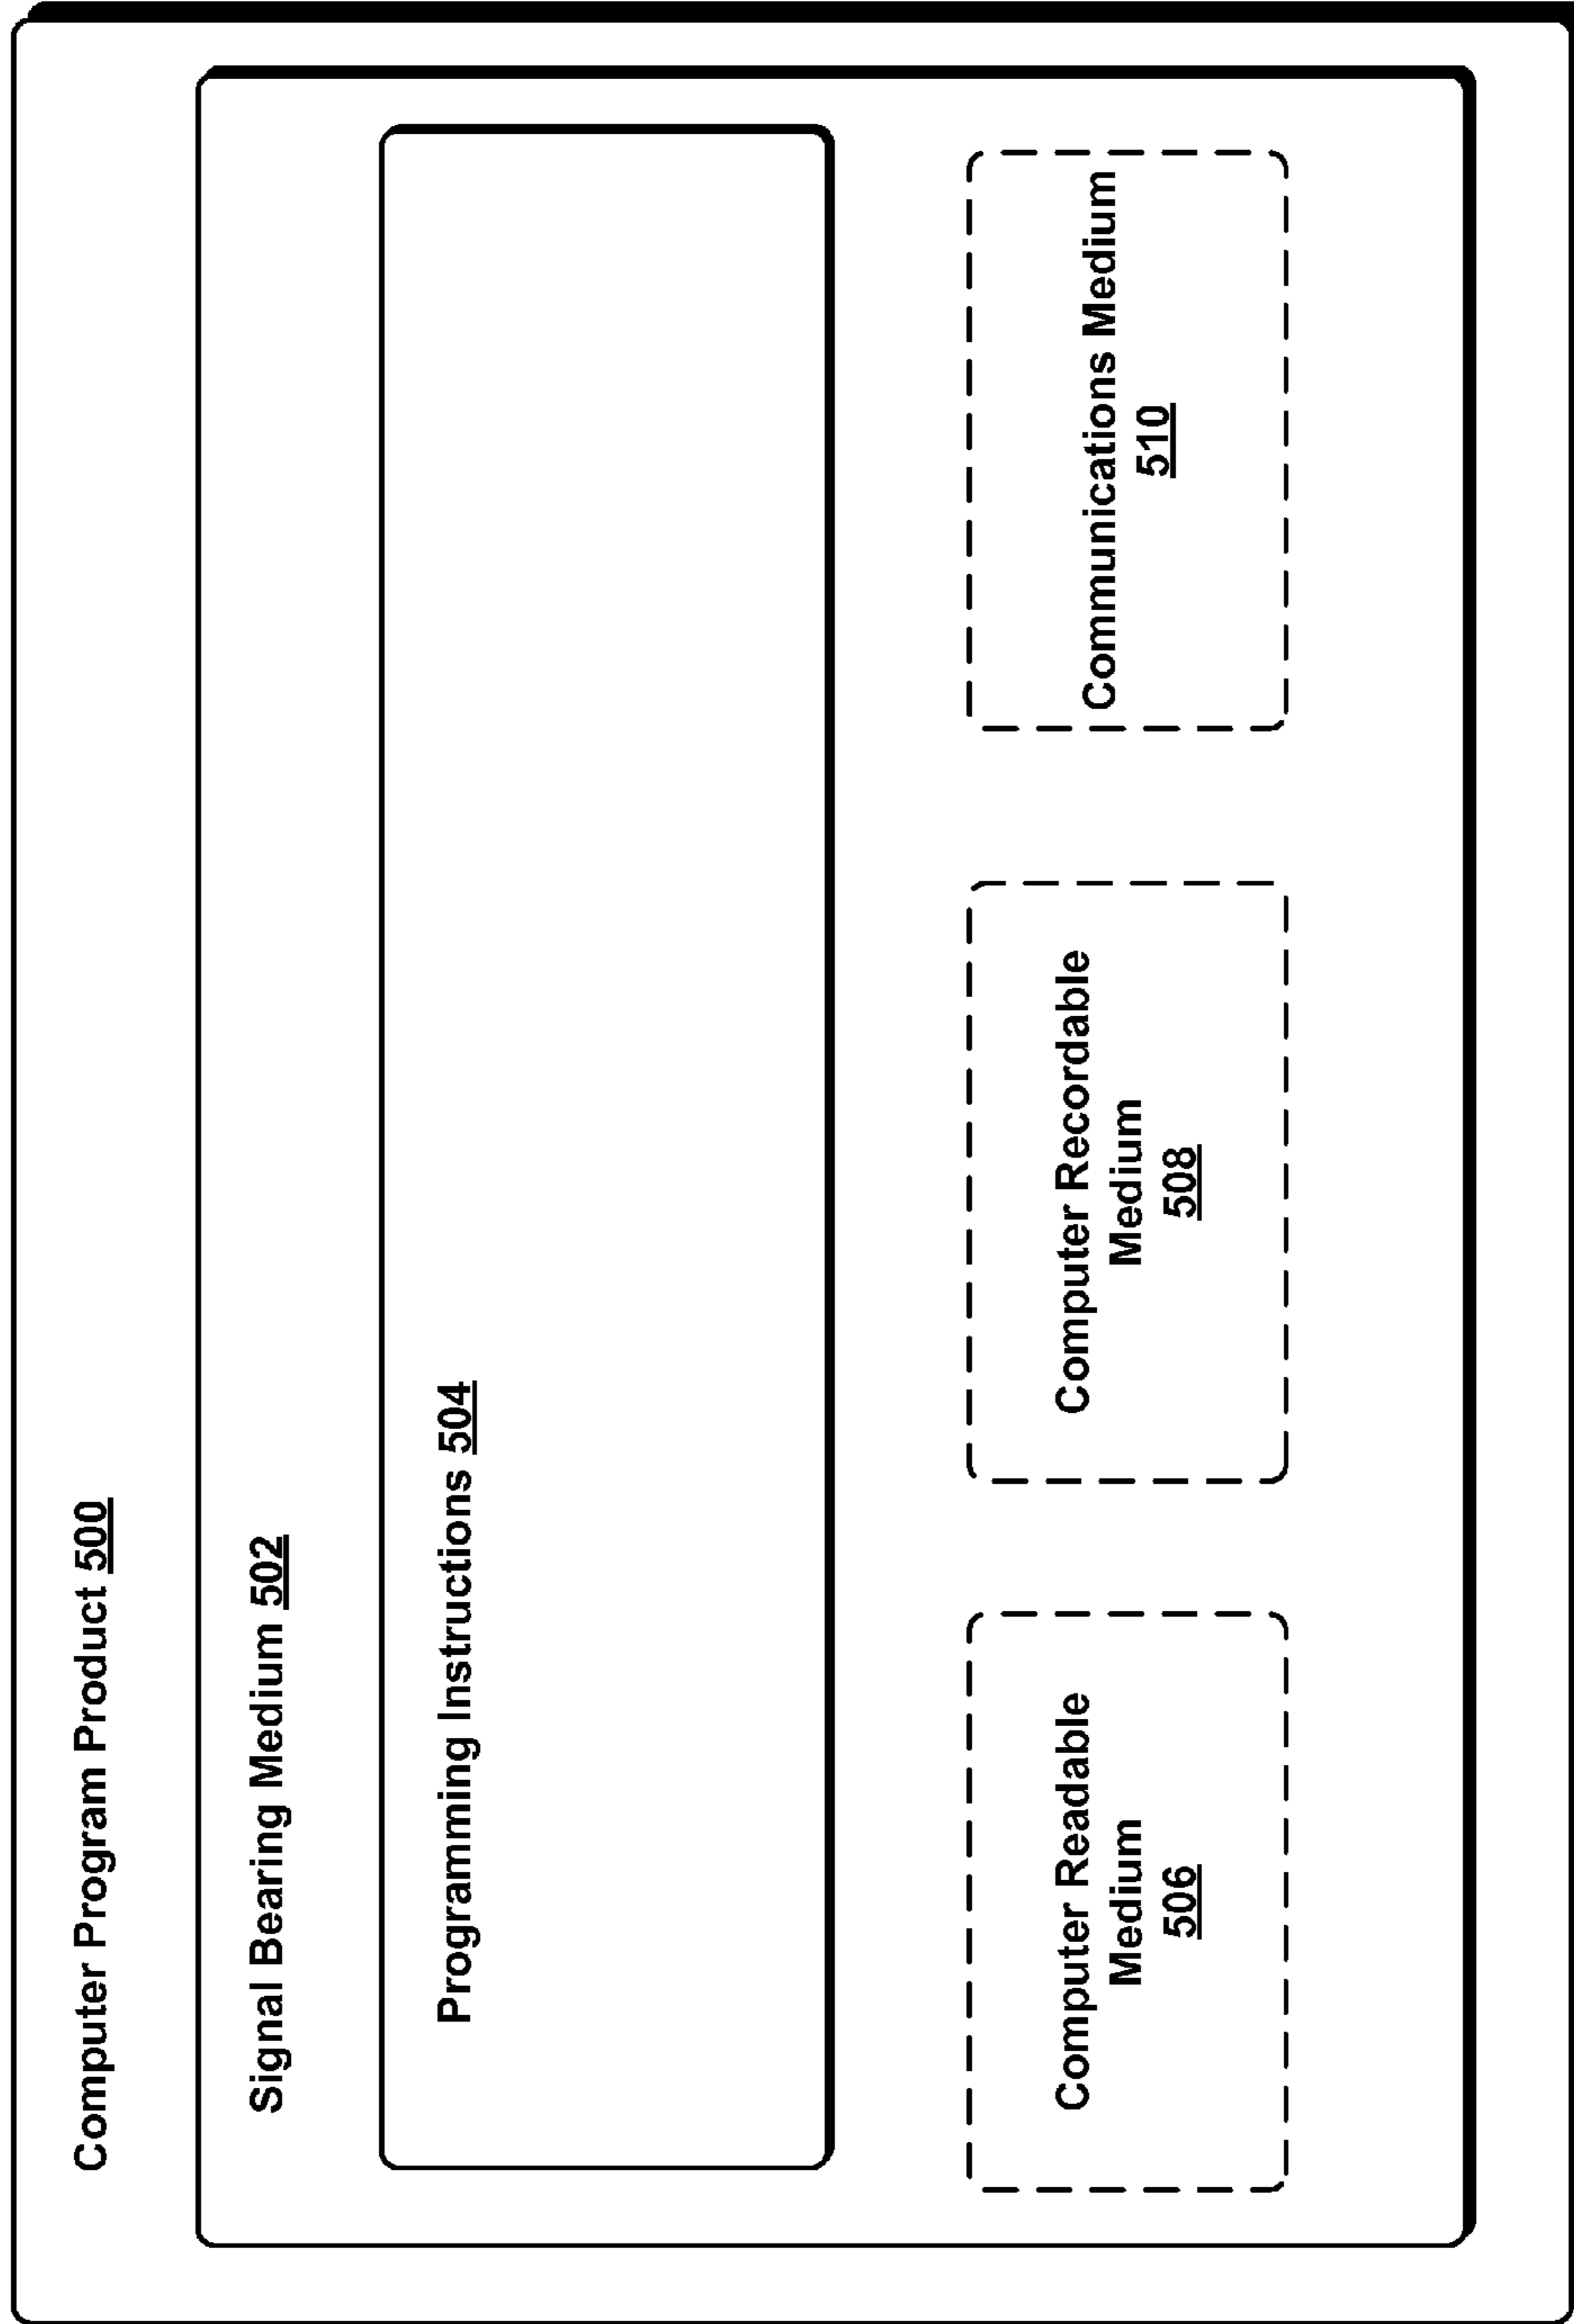 Computer Program Product 500
Signal Bearing Medium 502
Programming Instructions 504
Computer Readable
Medium
506
Computer Recordable
Medium
508
Communications Medium
510